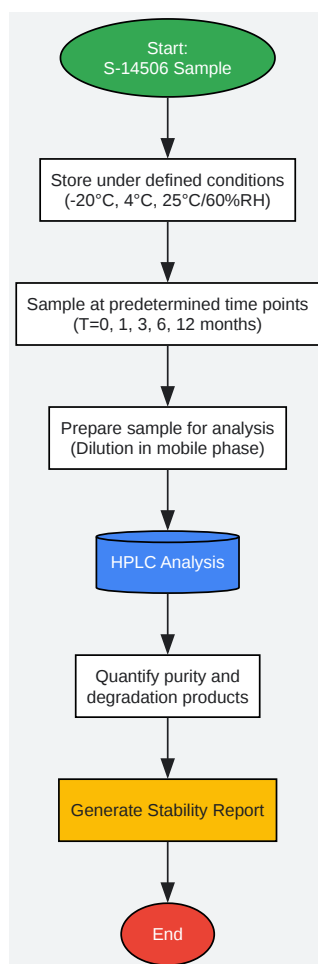 Start:
S-14506 Sample
Store under defined conditions
(-20°C, 4°C, 25°C/60%RH)
Sample at predetermined time points
(T=0, 1, 3, 6, 12 months)
Prepare sample for analysis
(Dilution in mobile phase)
HPLC Analysis
Quantify purity and
degradation products
Generate Stability Report
End